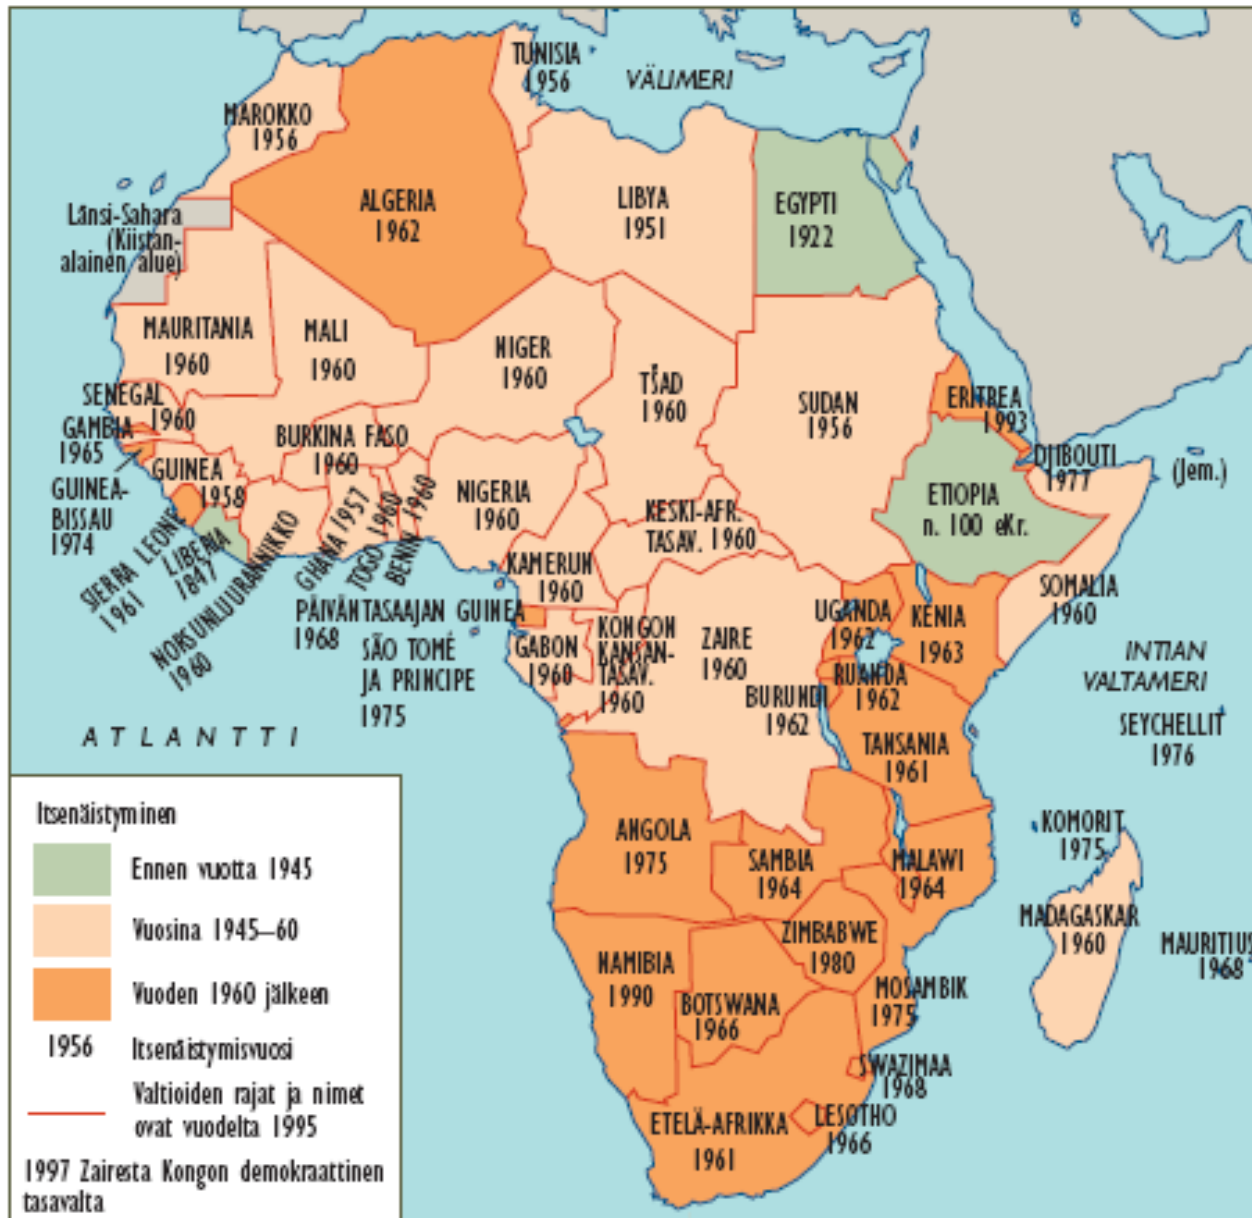 TUNISIA
1956
VÄLIMERI
MAROKKO
1956
ALGERIA
1962
LIBYA
1951
EGYPTI
1922
Länsi-Sahara
(Kiistan-
alainen alue)
MAURITANIA
1960
MALI
1960
NIGER
1960
TŠAD
1960
SUDAN
1956
ERITREA
1993
SENEGAL
1960
GAMBIA
1965
BURKINA FASO
1960
DJIBOUTI
1977
(Jem.)
GUINEA
1958
GUINEA-
BISSAU
1974
NIGERIA
1960
KESKI-AFR.
TASAV. 1960
ETIOPIA
n. 100 eKr.
SIERRA LEONE
1961
LIBERIA
1847
NORSUNLUURANNIKKO
1960
GHANA 1957
TOGO 1960
BENIN 1960
KAMERUN
1960
SOMALIA
1960
PÄIVÄNTASAAJAN GUINEA
1968
SÃO TOMÉ
JA PRINCIPE
1975
GABON
1960
KONGON
KANSAN-
TASAV.
1960
ZAIRE
1960
UGANDA
1962
KENIA
1963
RUANDA
1962
BURUNDI
1962
INTIAN
VALTAMERI
SEYCHELLIT
1976
ATLANTTI
TANSANIA
1961
ANGOLA
1975
SAMBIA
1964
MALAWI
1964
KOMORIT
1975
MADAGASKAR
1960
MAURITIUS
1968
ZIMBABWE
1980
NAMIBIA
1990
BOTSWANA
1966
MOSAMBIK
1975
SWAZIMAA
1968
LESOTHO
1966
ETELÄ-AFRIKKA
1961
Itsenäistyminen
Ennen vuotta 1945
Vuosina 1945–60
Vuoden 1960 jälkeen
1956 Itsenäistymisvuosi
Valtioiden rajat ja nimet
ovat vuodelta 1995
1997 Zairesta Kongon demokraattinen
tasavalta